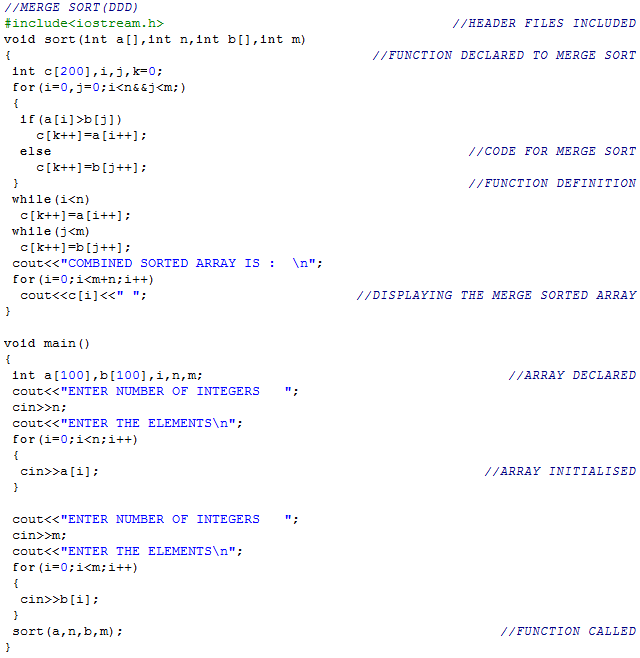 //MERGE SORT(DDD)
#include<iostream.h> //HEADER FILES INCLUDED
void sort(int a[],int n,int b[],int m)
{ //FUNCTION DECLARED TO MERGE SORT
int c[200],i,j,k=0;
for(i=0,j=0;i<n&&j<m;)
{
if(a[i]>b[j])
c[k++]=a[i++];
else //CODE FOR MERGE SORT
c[k++]=b[j++];
} //FUNCTION DEFINITION
while(i<n)
c[k++]=a[i++];
while(j<m)
c[k++]=b[j++];
cout<<"COMBINED SORTED ARRAY IS :  \n";
for(i=0;i<m+n;i++)
cout<<c[i]<<" "; //DISPLAYING THE MERGE SORTED ARRAY
}
void main()
{
int a[100],b[100],i,n,m; //ARRAY DECLARED
cout<<"ENTER NUMBER OF INTEGERS   ";
cin>>n;
cout<<"ENTER THE ELEMENTS\n";
for(i=0;i<n;i++)
{
cin>>a[i]; //ARRAY INITIALISED
}
cout<<"ENTER NUMBER OF INTEGERS   ";
cin>>m;
cout<<"ENTER THE ELEMENTS\n";
for(i=0;i<m;i++)
{
cin>>b[i];
}
sort(a,n,b,m); //FUNCTION CALLED
}